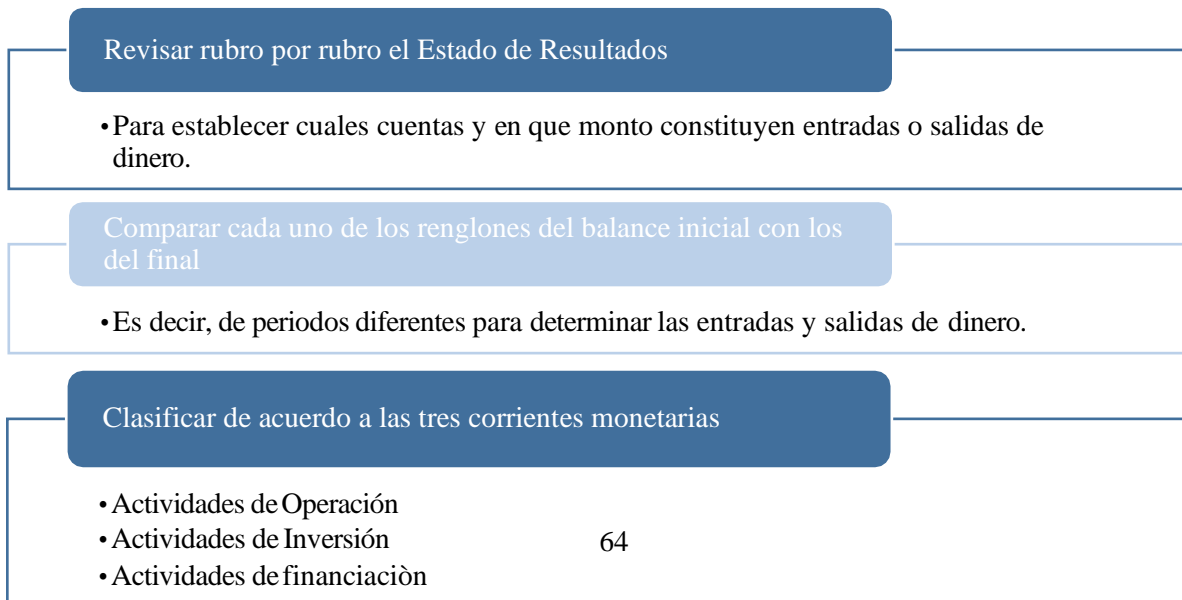 Revisar rubro por rubro el Estado de Resultados
•Para establecer cuales cuentas y en que monto constituyen entradas o salidas de
dinero.
Comparar cada uno de los renglones del balance inicial con los
del final
•Es decir, de periodos diferentes para determinar las entradas y salidas de dinero.
Clasificar de acuerdo a las tres corrientes monetarias
•Actividades de Operación
•Actividades de Inversión
64
•Actividades de financiaciòn